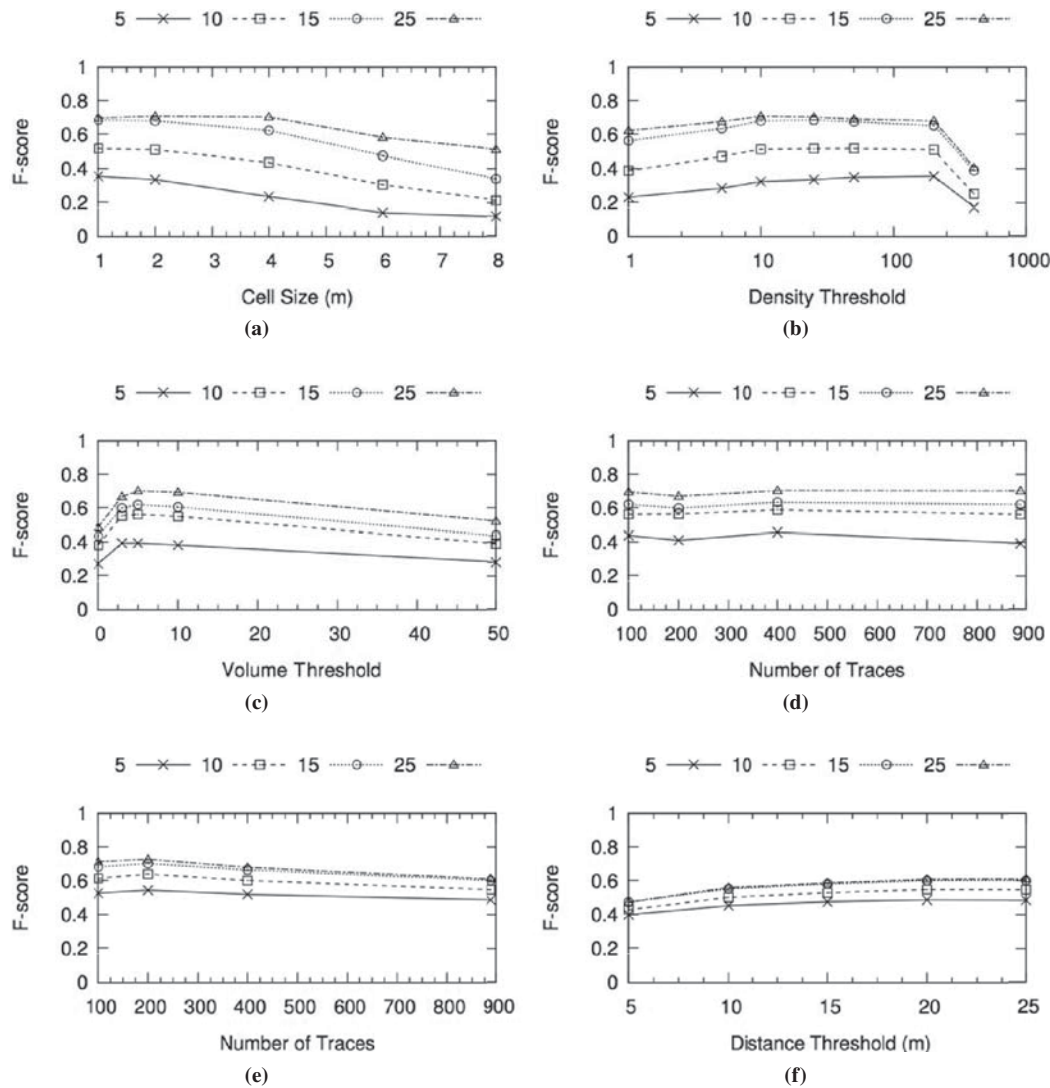 5 10 15 25
5 10 15 25
1
0.8
0.6
0.4
0.2
0
F-score
1 2 3 4 5 6 7 8
Cell Size (m)
(a)
1
0.8
0.6
0.4
0.2
0
F-score
1 10 100 1000
Density Threshold
(b)
5 10 15 25
5 10 15 25
1
0.8
0.6
0.4
0.2
0
F-score
0 10 20 30 40 50
Volume Threshold
(c)
1
0.8
0.6
0.4
0.2
0
F-score
100 200 300 400 500 600 700 800 900
Number of Traces
(d)
5 10 15 25
5 10 15 25
1
0.8
0.6
0.4
0.2
0
F-score
100 200 300 400 500 600 700 800 900
Number of Traces
(e)
1
0.8
0.6
0.4
0.2
0
F-score
5 10 15 20 25
Distance Threshold (m)
(f)